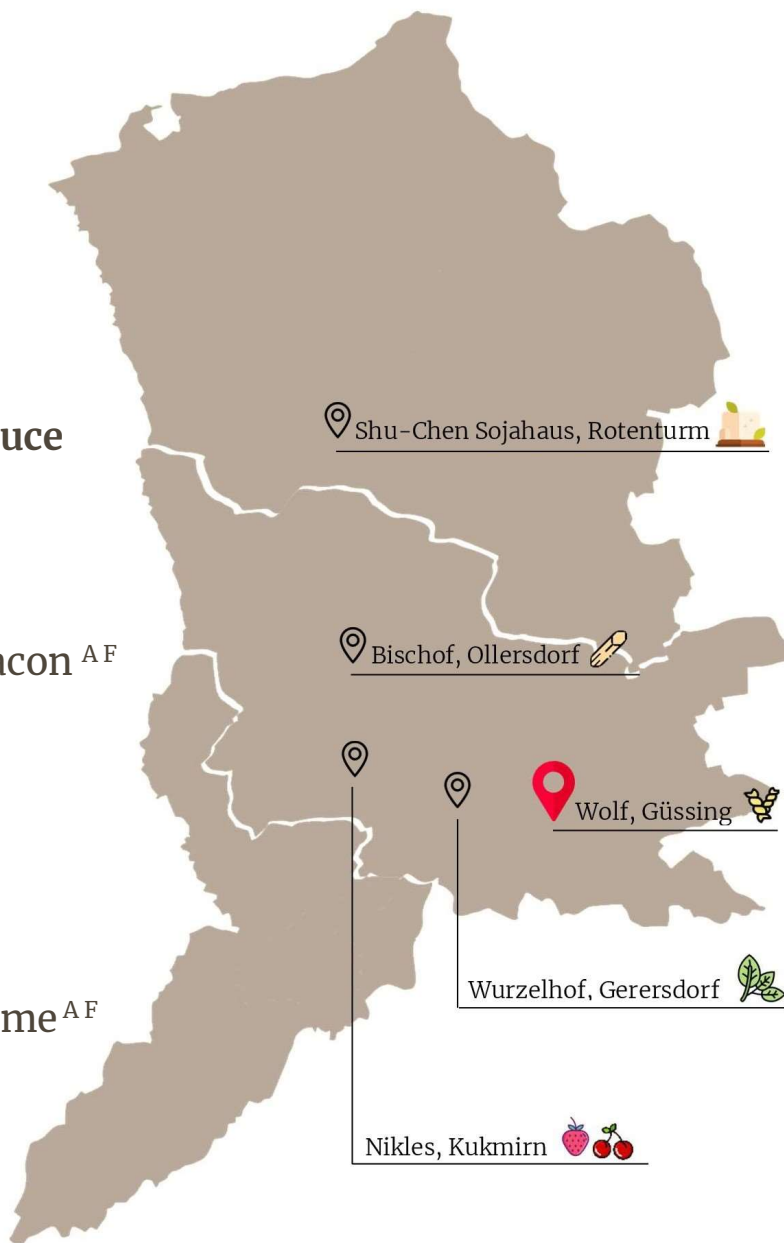 Shu-Chen Sojahaus, Rotenturm
uce
Bischof, Ollersdorf
acon A F
Wolf, Güssing
Wurzelhof, Gerersdorf
me A F
Nikles, Kukmirn